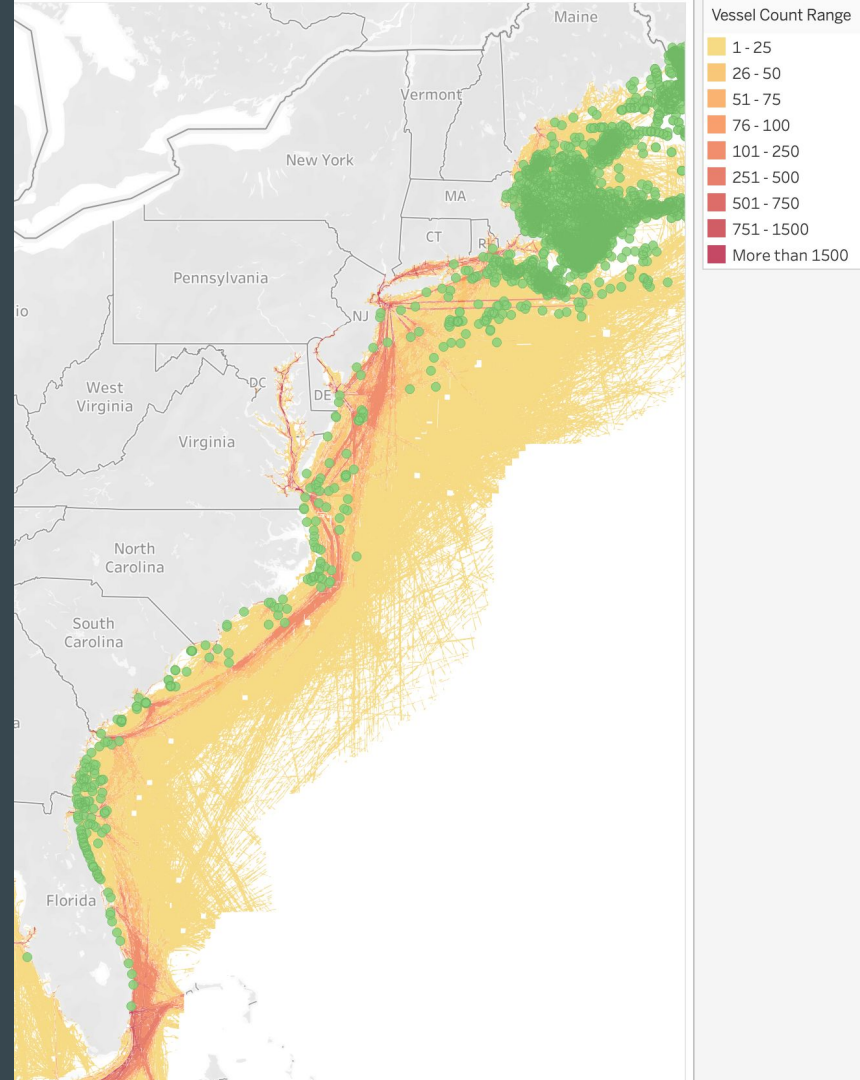 Vessel Count Range
1 - 25
26 - 50
51 - 75
76 - 100
101 - 250
251 - 500
501 - 750
751 - 1500
More than 1500
Maine
Vermont
New York
MA
CT
R
Pennsylvania
NJ
io
West
Virginia
DC
DE
Virginia
North
Carolina
South
Carolina
a
Florida